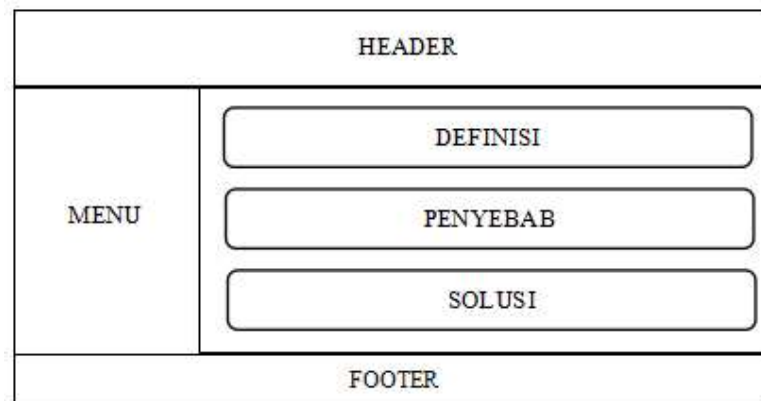 HEADER
MENU
DEFINISI
PENYEBAB
SOLUSI
FOOTER